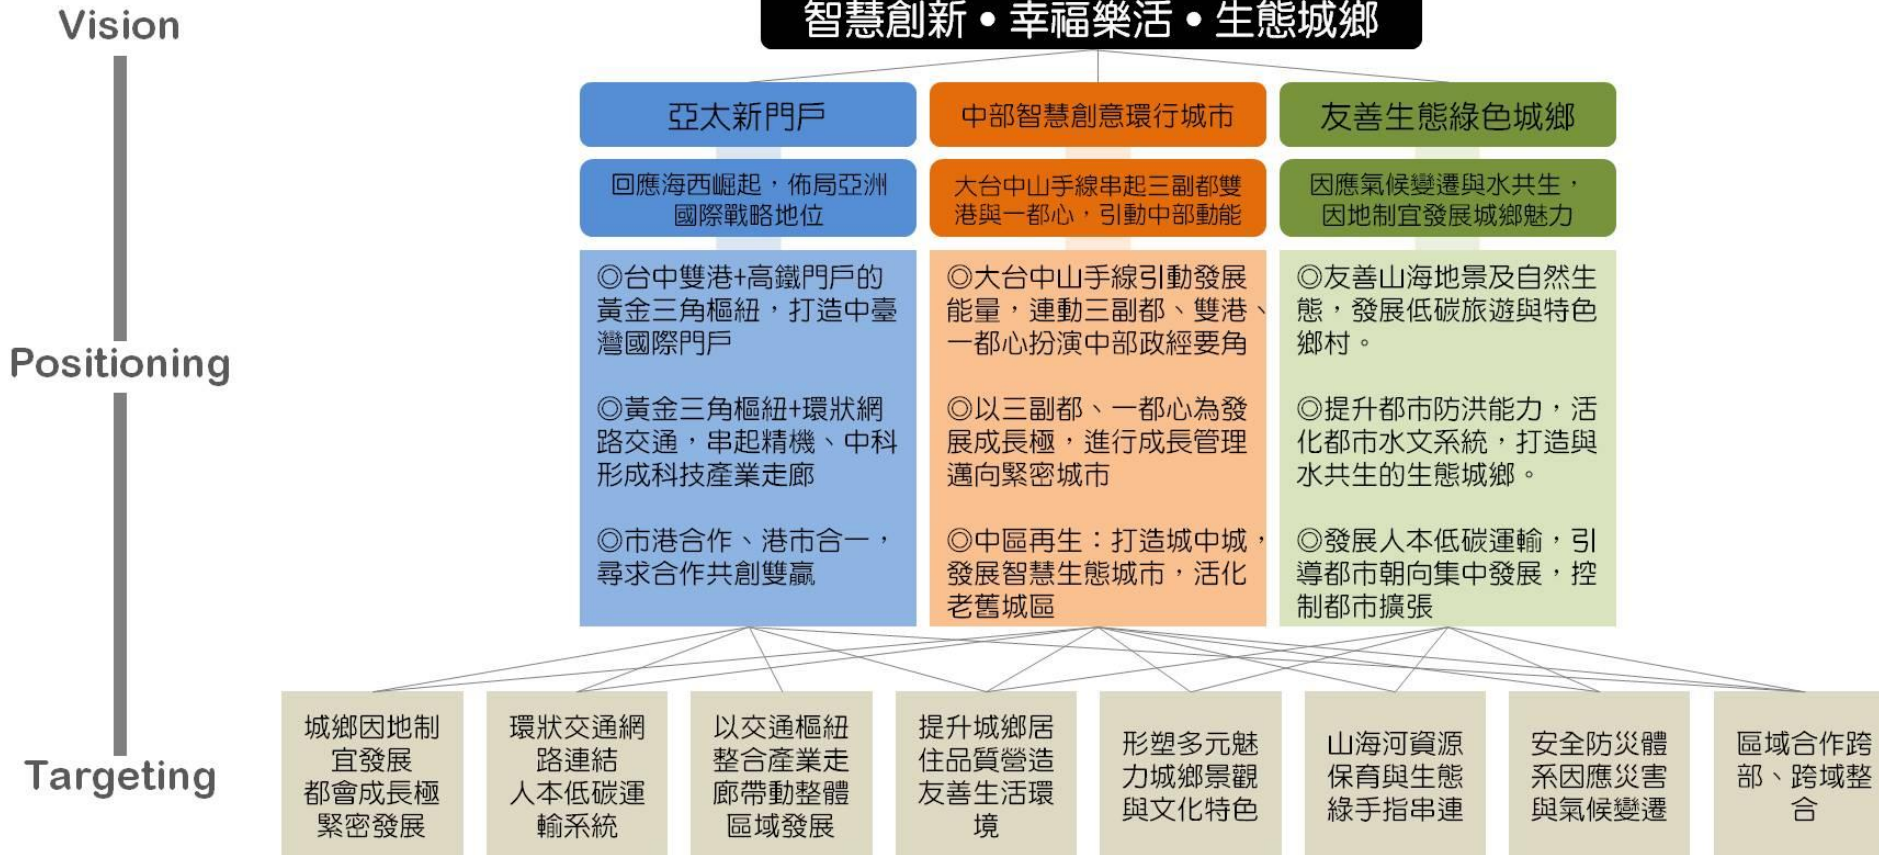 Vision
智慧創新•幸福樂活•生態城鄉
亞太新門戶
回應海西崛起，佈局亞洲
國際戰略地位
◎台中雙港+高鐵門戶的
黃金三角樞紐，打造中臺
灣國際門戶
◎黃金三角樞紐+環狀網
路交通，串起精機、中科
形成科技產業走廊
◎市港合作、港市合一，
尋求合作共創雙贏
中部智慧創意環行城市
大台中山手線串起三副都雙
港與一都心，引動中部動能
◎大台中山手線引動發展
能量，連動三副都、雙港、
一都心扮演中部政經要角
◎以三副都、一都心為發
展成長極，進行成長管理
邁向緊密城市
◎中區再生：打造城中城，
發展智慧生態城市，活化
老舊城區
友善生態綠色城鄉
因應氣候變遷與水共生，
因地制宜發展城鄉魅力
◎友善山海地景及自然生
態，發展低碳旅遊與特色
鄉村。
◎提升都市防洪能力，活
化都市水文系統，打造與
水共生的生態城鄉。
◎發展人本低碳運輸，引
導都市朝向集中發展，控
制都市擴張
Positioning
Targeting
城鄉因地制
宜發展
都會成長極
緊密發展
環狀交通網
路連結
人本低碳運
輸系統
以交通樞紐
整合產業走
廊帶動整體
區域發展
提升城鄉居
住品質營造
友善生活環
境
形塑多元魅
力城鄉景觀
與文化特色
山海河資源
保育與生態
綠手指串連
安全防災體
系因應災害
與氣候變遷
區域合作跨
部、跨域整
合